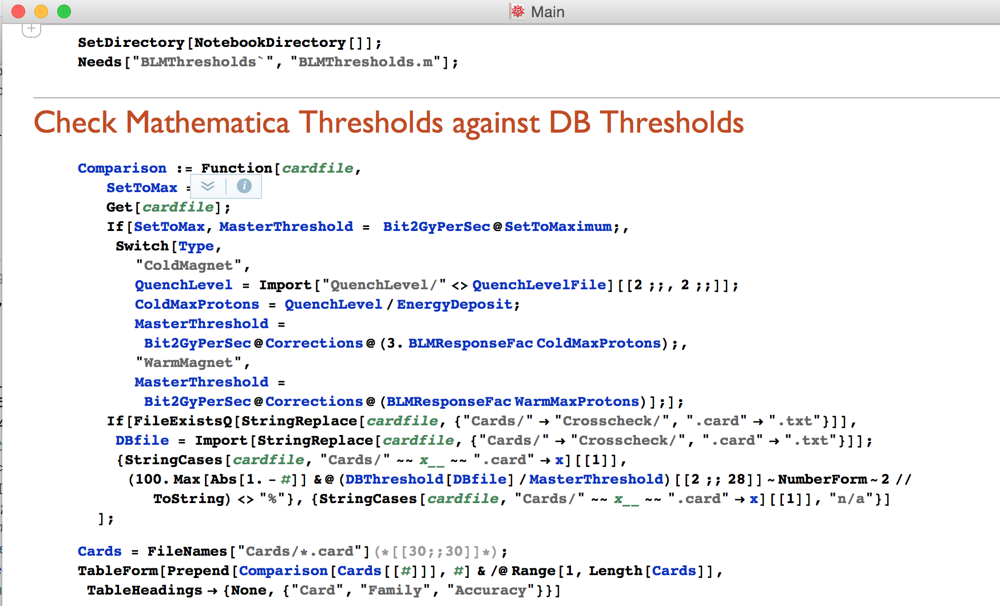 Main
SetDirectory[NotebookDirectory[]];
Needs["BLMThresholds`", "BLMThresholds.m"];
Check Mathematica Thresholds against DB Thresholds
Comparison := Function[cardfile,
SetToMax =
Get[cardfile];
If[SetToMax, MasterThreshold = Bit2GyPerSec@SetToMaximum;,
Switch[Type,
"ColdMagnet",
QuenchLevel = Import["QuenchLevel/" <> QuenchLevelFile][[2 ;;, 2 ;;]];
ColdMaxProtons = QuenchLevel / EnergyDeposit;
MasterThreshold =
Bit2GyPerSec@Corrections@(3. BLMResponseFac ColdMaxProtons);,
"WarmMagnet",
MasterThreshold =
Bit2GyPerSec@Corrections@(BLMResponseFac WarmMaxProtons)];];
If[FileExistsQ[StringReplace[cardfile, {"Cards/" → "Crosscheck/", ".card" → ".txt"}]],
DBfile = Import[StringReplace[cardfile, {"Cards/" → "Crosscheck/", ".card" → ".txt"}]];
{StringCases[cardfile, "Cards/" ~~ x__ ~~ ".card" → x][[1]],
(100. Max[Abs[1. - #]] &@(DBThreshold[DBfile] / MasterThreshold)[[2 ;; 28]] ~ NumberForm ~ 2 //
ToString) <> "%"}, {StringCases[cardfile, "Cards/" ~~ x__ ~~ ".card" → x][[1]], "n/a"}]
];
Cards = FileNames["Cards/*.card"](*[[30;;30]]*);
TableForm[Prepend[Comparison[Cards[[#]]], #] & /@ Range[1, Length[Cards]],
TableHeadings → {None, {"Card", "Family", "Accuracy"}}]